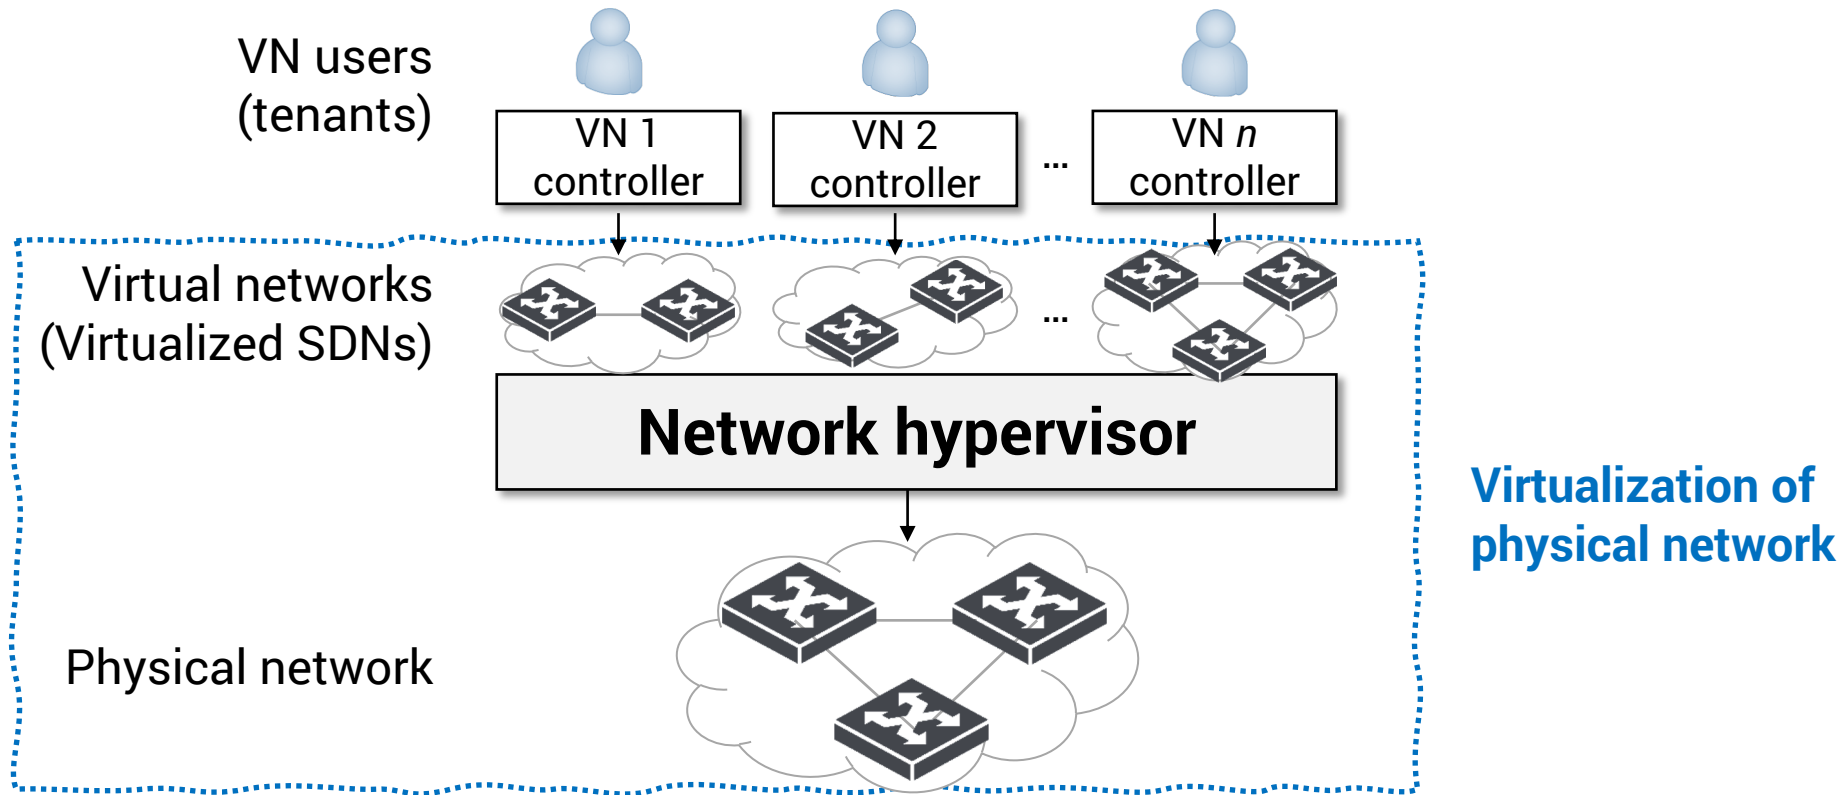 VN users
(tenants)
VN 1
controller
VN 2
controller
...
VN n
controller
Virtual networks
(Virtualized SDNs)
...
Network hypervisor
Virtualization of
physical network
Physical network